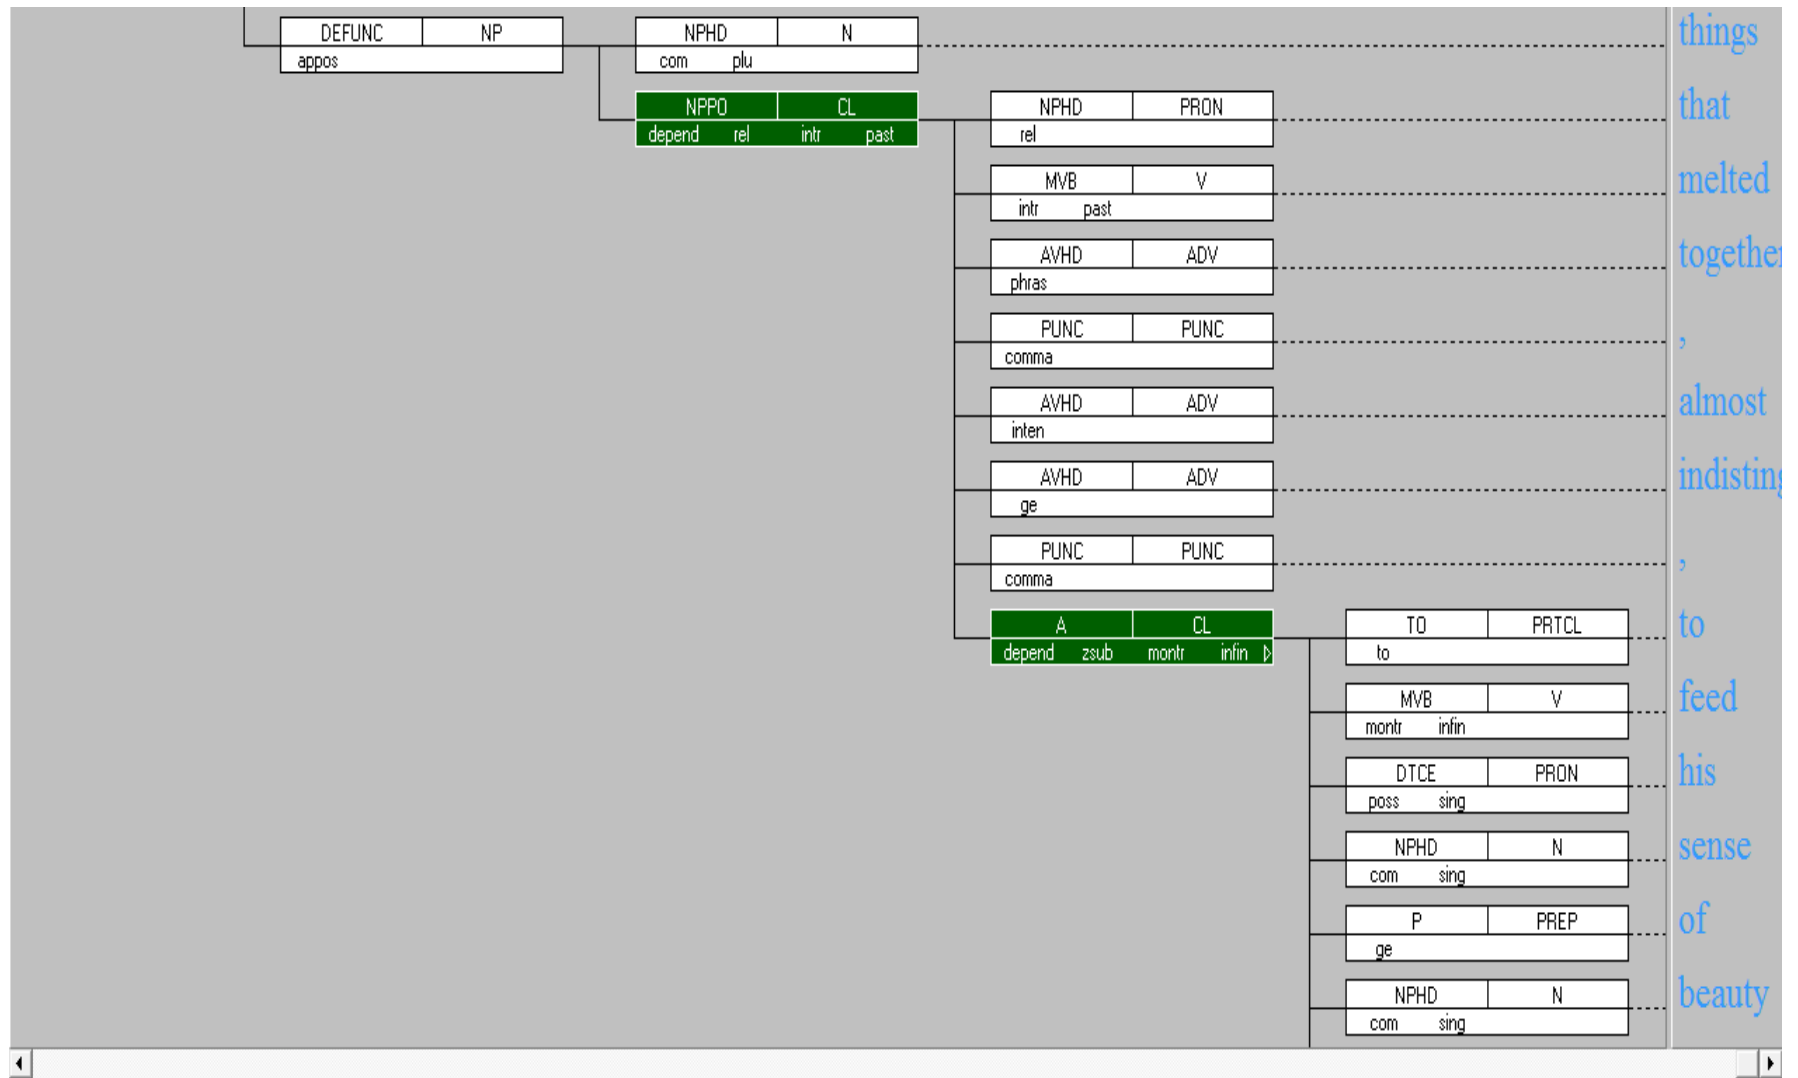 DEFUNC NP NPHD N things
appos com plu
NPPO CL NPHD PRON that
depend rel intr past rel
MVB V melted
intr past
AVHD ADV
phras
PUNC PUNC ,
comma
AVHD ADV almost
inten
AVHD ADV
ge
PUNC PUNC ,
comma
A CL TO PRTCL to
depend zsub montr infin to
MVB V feed
montr infin
DTCE PRON his
poss sing
NPHD N sense
com sing
P PREP of
ge
NPHD N beauty
com sing